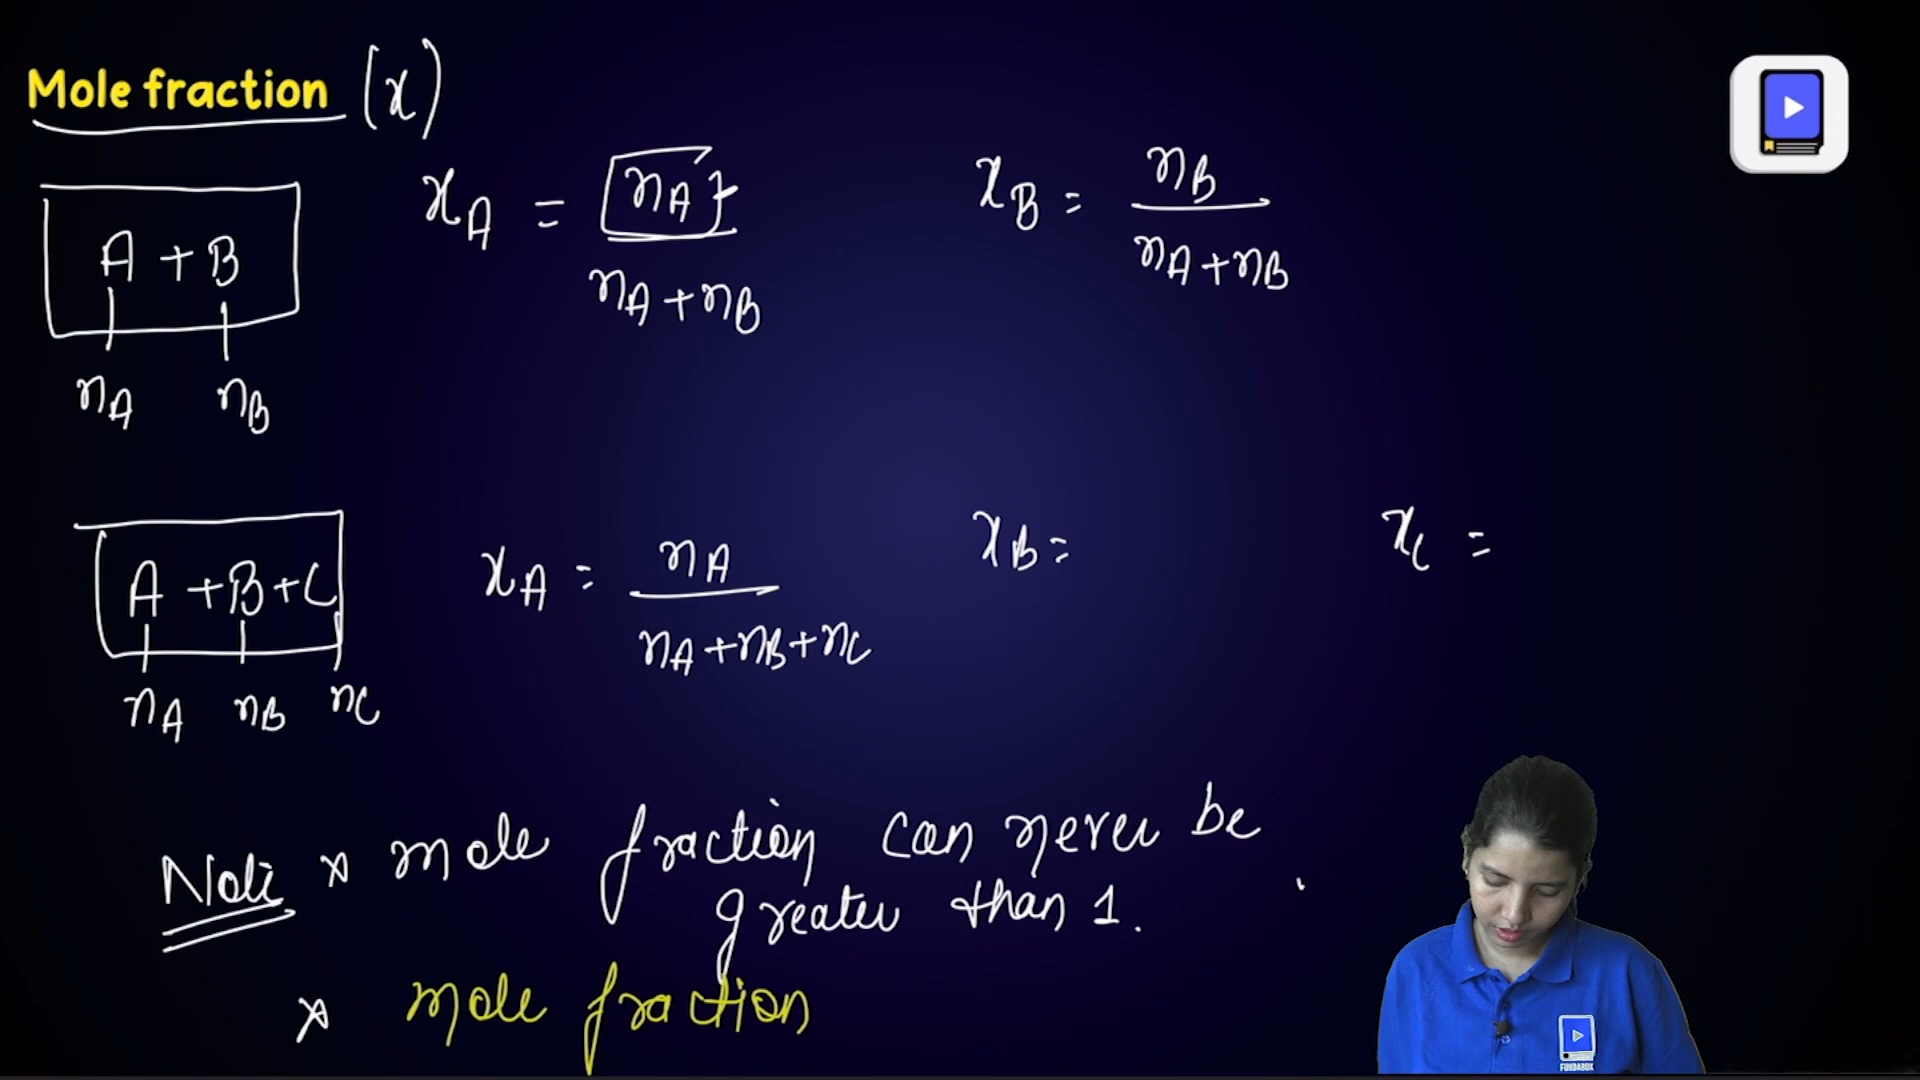 Mole fraction (x)
A + B
nA nB
xA = nA
nA + nB
xB = nB
nA + nB
A + B + C
nA nB nC
xA = nA
nA + nB + nC
xB =
xC =
Note * mole fraction can never be
greater than 1.
* mole fraction
FUNDABOX